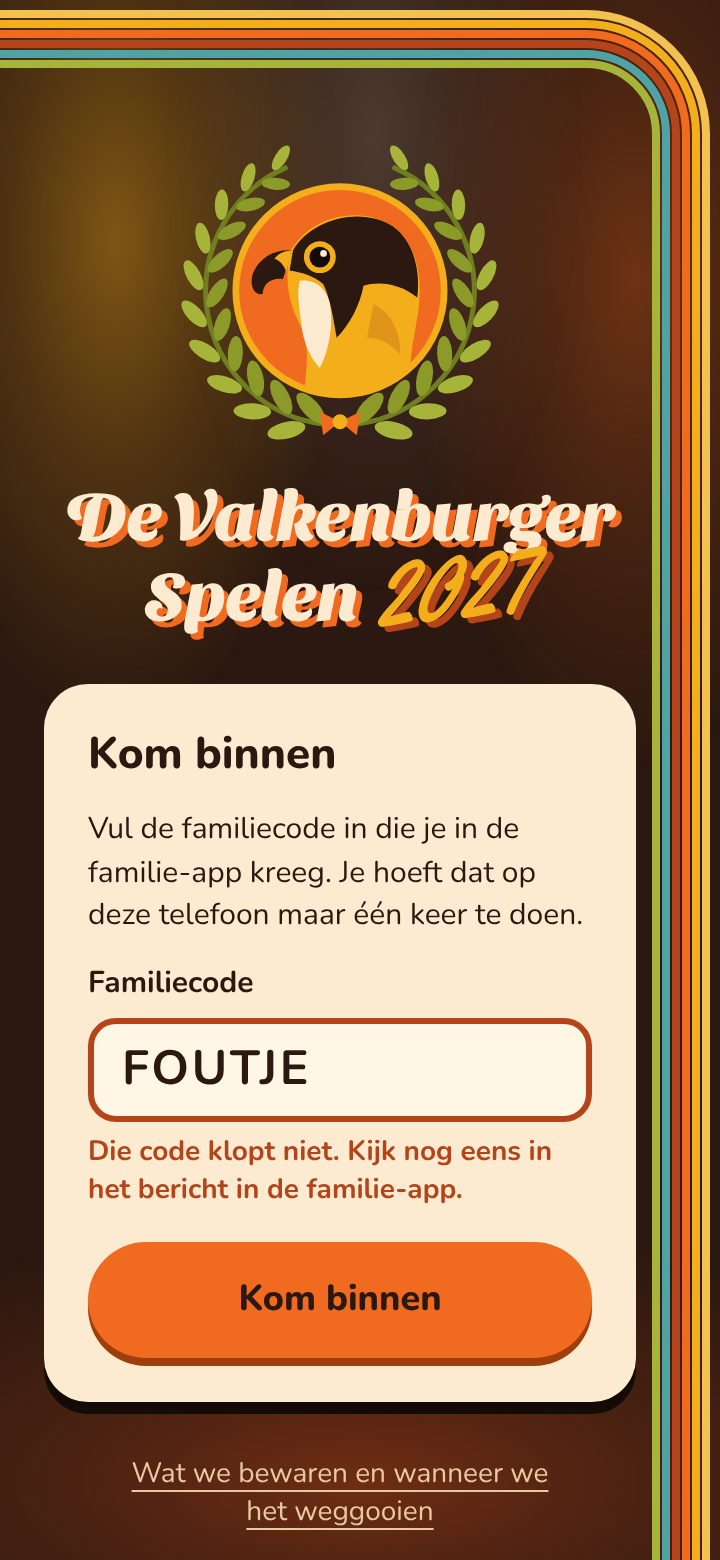 De Valkenburger
Spelen 2027
Kom binnen
Vul de familiecode in die je in de
familie-app kreeg. Je hoeft dat op
deze telefoon maar één keer te doen.
Familiecode
FOUTJE
Die code klopt niet. Kijk nog eens in
het bericht in de familie-app.
Kom binnen
Wat we bewaren en wanneer we
het weggooien